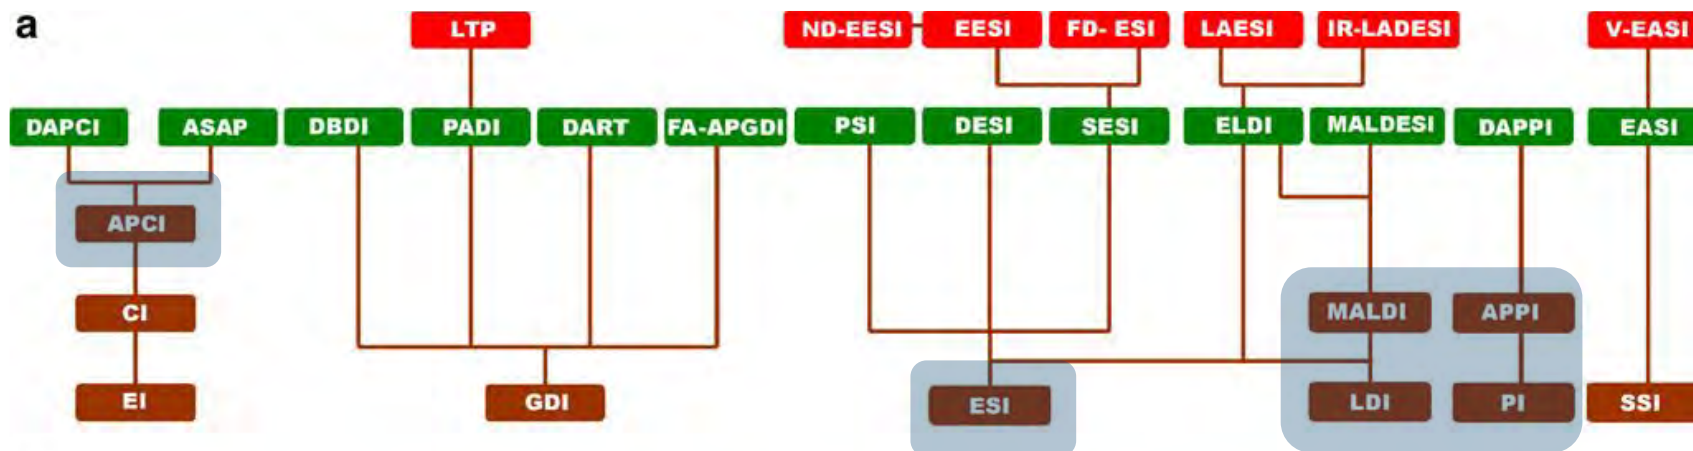 a
LTP
ND-EESI
EESI
FD- ESI
LAESI
IR-LADESI
V-EASI
DAPCI
ASAP
DBDI
PADI
DART
FA-APGDI
PSI
DESI
SESI
ELDI
MALDESI
DAPPI
EASI
APCI
CI
MALDI
APPI
EI
GDI
ESI
LDI
PI
SSI